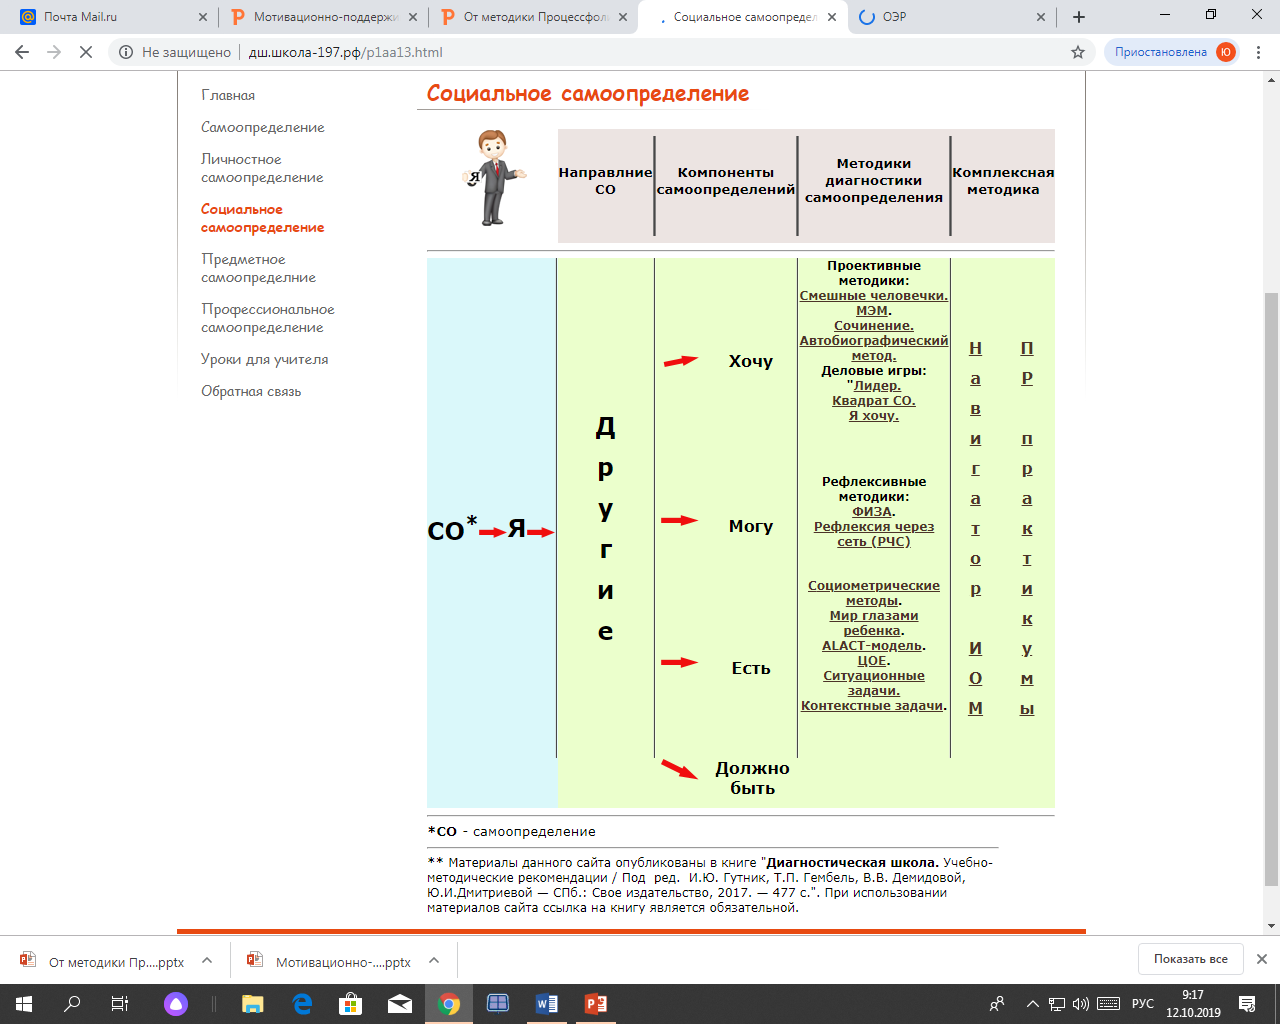 Почта Mail.ru
Мотивационно-поддержи
От методики Процессфол
Социальное самоопредел
ОЭР
Не защищено
дш.школа-197.рф/p1aa13.html
Приостановлена
Ю
Главная
Самоопределение
Личностное
самоопределение
Социальное
самоопределение
Предметное
самоопределние
Профессиональное
самоопределение
Уроки для учителя
Обратная связь
Социальное самоопределение
Я
Направлние
СО
Компоненты
самоопределений
Методики
диагностики
самоопределения
Комплексная
методика
СО*
Я
Другие
Хочу
Могу
Есть
Должно
быть
Проективные
методики:
Смешные человечки.
МЭМ.
Сочинение.
Автобиографический
метод.
Деловые игры:
"Лидер.
Квадрат СО.
Я хочу.
Рефлексивные
методики:
ФИЗА.
Рефлексия через
сеть (РЧС)
Социометрические
методы.
Мир глазами
ребенка.
ALACT-модель.
ЦОЕ.
Ситуационные
задачи.
Контекстные задачи.
Навигатор ИОМ
ПР практикумы
*СО - самоопределение
** Материалы данного сайта опубликованы в книге "Диагностическая школа. Учебно-
методические рекомендации / Под ред. И.Ю. Гутник, Т.П. Гембель, В.В. Демидовой,
Ю.И.Дмитриевой — СПб.: Свое издательство, 2017. — 477 с.". При использовании
материалов сайта ссылка на книгу является обязательной.
От методики Пр....pptx
Мотивационно-....pptx
Показать все
РУС
9:17
12.10.2019